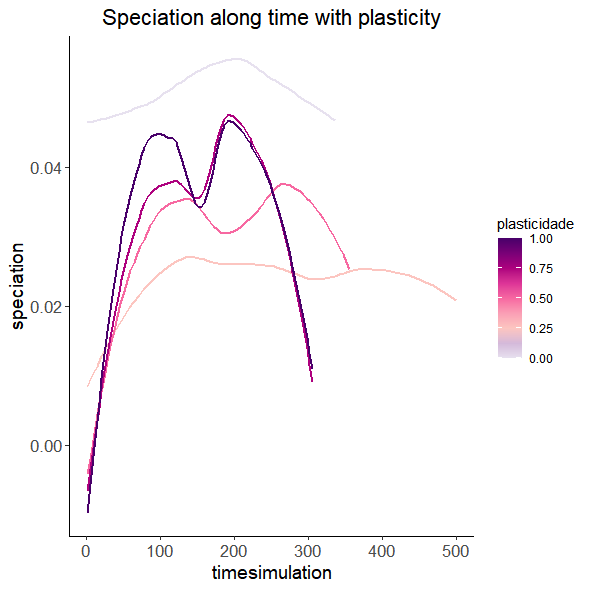 Speciation along time with plasticity
speciation
0.04
0.02
0.00
0 100 200 300 400 500
timesimulation
plasticidade
1.00
0.75
0.50
0.25
0.00